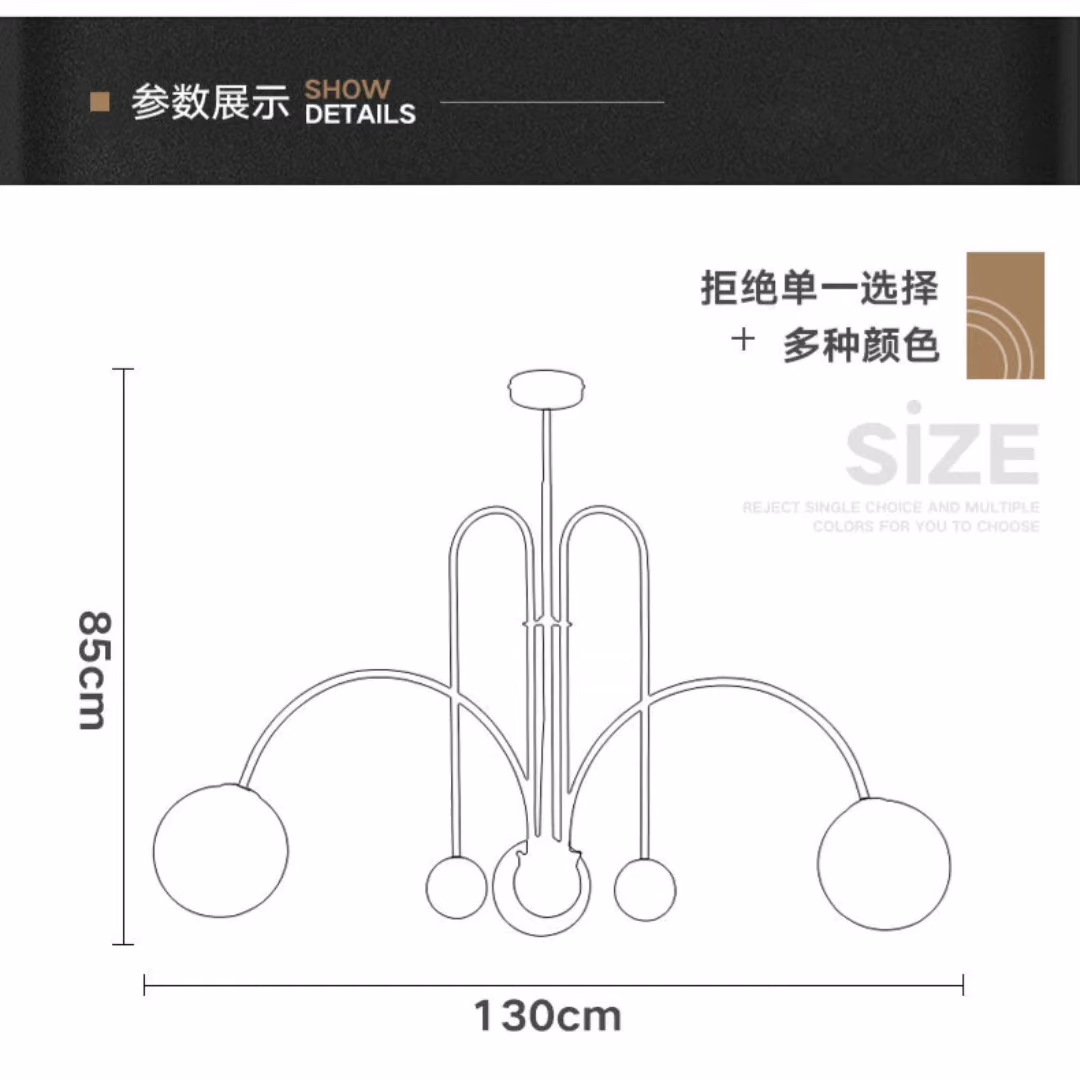 参数展示
SHOW
DETAILS
拒绝单一选择
+ 多种颜色
SiZE
REJECT SINGLE CHOICE AND MULTIPLE
COLORS FOR YOU TO CHOOSE
85cm
130cm